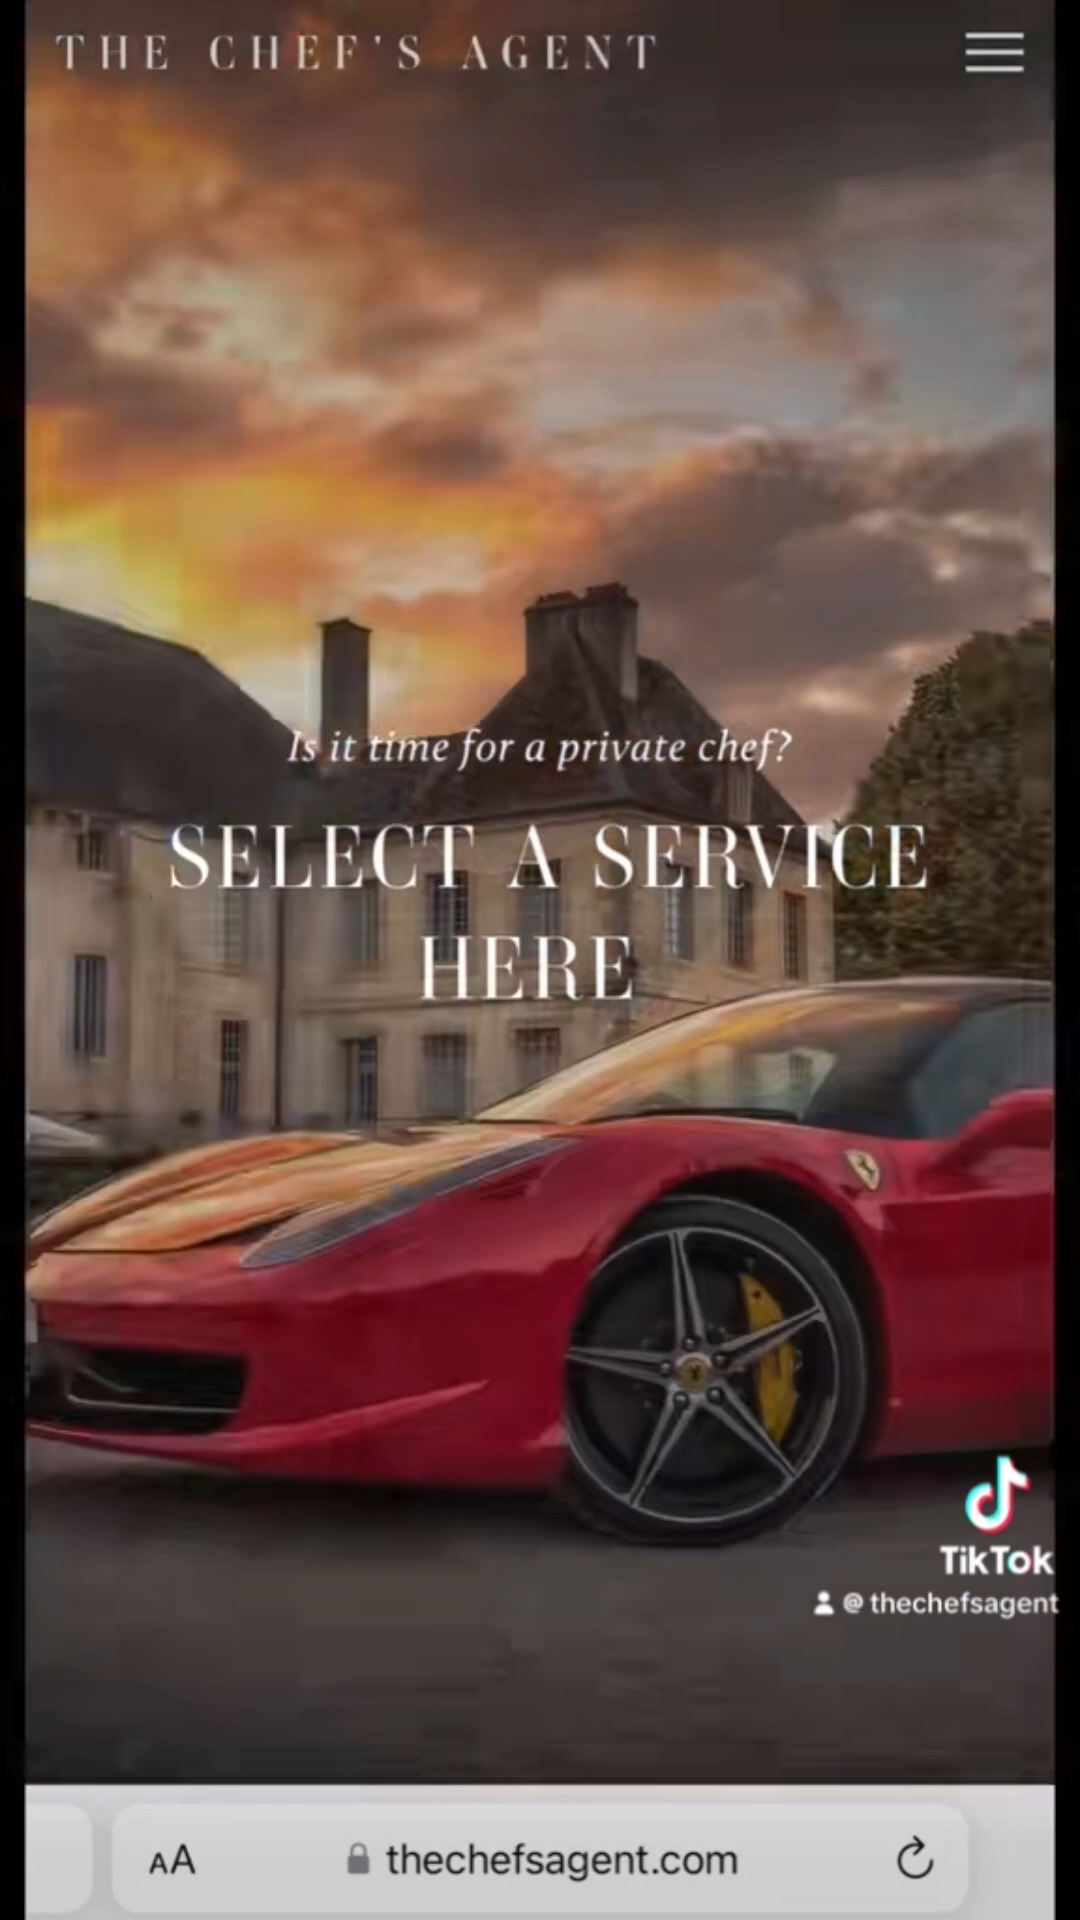 THE CHEF'S AGENT
Is it time for a private chef?
SELECT A SERVICE
HERE
TikTok
@ thechefsagent
AA thechefsagent.com